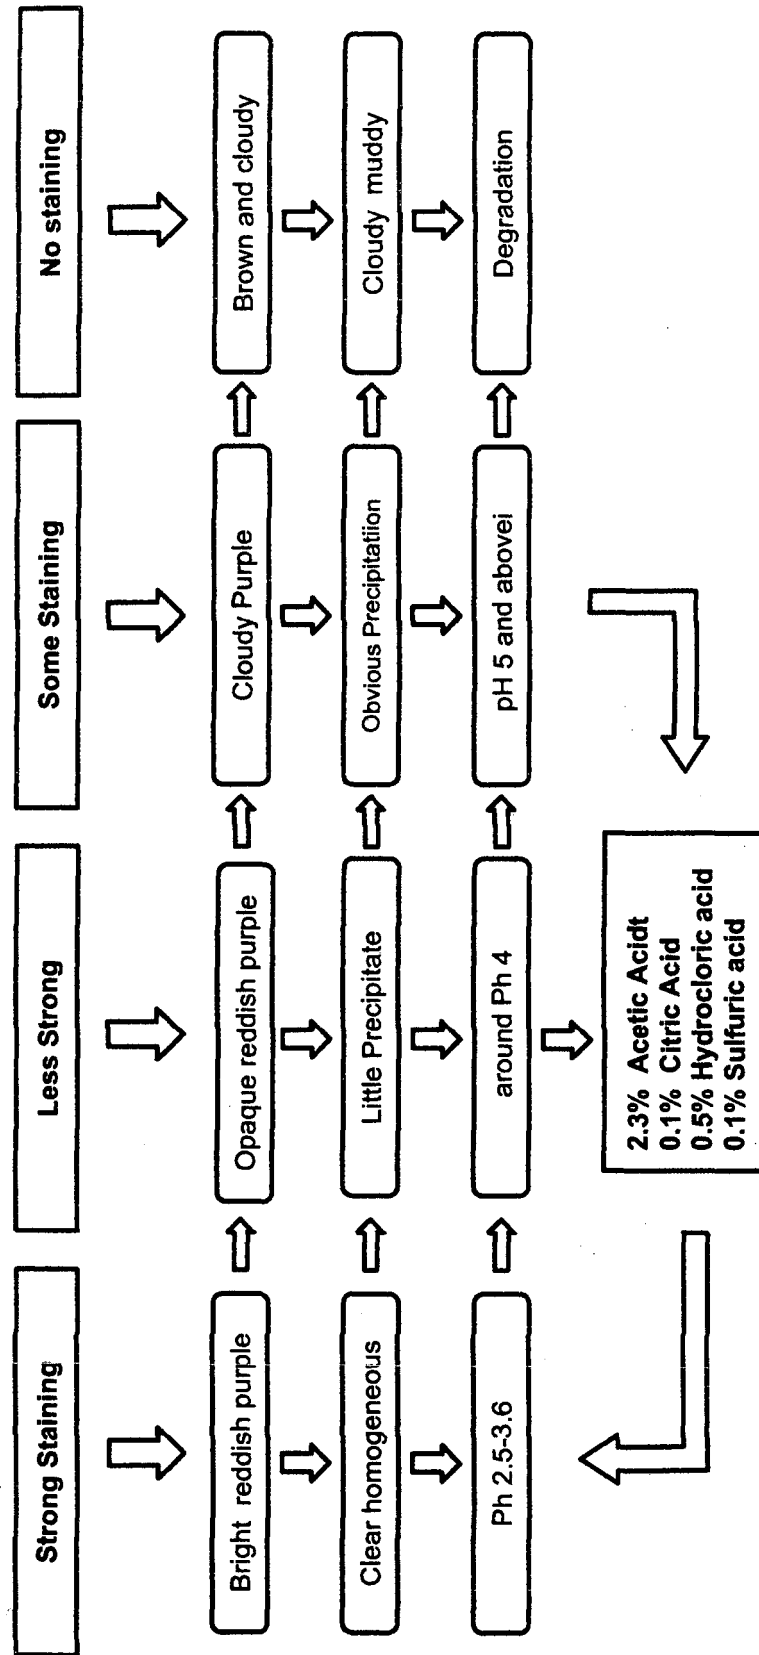 Strong Staining
Less Strong
Some Staining
No staining
Bright reddish purple
Opaque reddish purple
Cloudy Purple
Brown and cloudy
Clear homogeneous
Little Precipitate
Obvious Precipitatiion
Cloudy muddy
Ph 2.5-3.6
around Ph 4
pH 5 and abovei
Degradation
2.3% Acetic Acidt
0.1% Citric Acid
0.5% Hydrocloric acid
0.1% Sulfuric acid